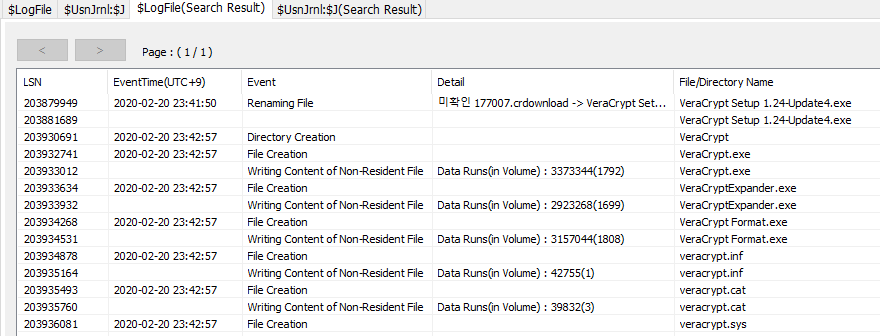 $LogFile $UsnJrnl:$J $LogFile(Search Result) $UsnJrnl:$J(Search Result)
< > Page : ( 1 / 1 )
LSN EventTime(UTC+9) Event Detail File/Directory Name
203879949 2020-02-20 23:41:50 Renaming File 미확인 177007.crdownload -> VeraCrypt Set... VeraCrypt Setup 1.24-Update4.exe
203881689 VeraCrypt Setup 1.24-Update4.exe
203930691 2020-02-20 23:42:57 Directory Creation VeraCrypt
203932741 2020-02-20 23:42:57 File Creation VeraCrypt.exe
203933012 Writing Content of Non-Resident File Data Runs(in Volume) : 3373344(1792) VeraCrypt.exe
203933634 2020-02-20 23:42:57 File Creation VeraCryptExpander.exe
203933932 Writing Content of Non-Resident File Data Runs(in Volume) : 2923268(1699) VeraCryptExpander.exe
203934268 2020-02-20 23:42:57 File Creation VeraCrypt Format.exe
203934531 Writing Content of Non-Resident File Data Runs(in Volume) : 3157044(1808) VeraCrypt Format.exe
203934878 2020-02-20 23:42:57 File Creation veracrypt.inf
203935164 Writing Content of Non-Resident File Data Runs(in Volume) : 42755(1) veracrypt.inf
203935493 2020-02-20 23:42:57 File Creation veracrypt.cat
203935760 Writing Content of Non-Resident File Data Runs(in Volume) : 39832(3) veracrypt.cat
203936081 2020-02-20 23:42:57 File Creation veracrypt.sys